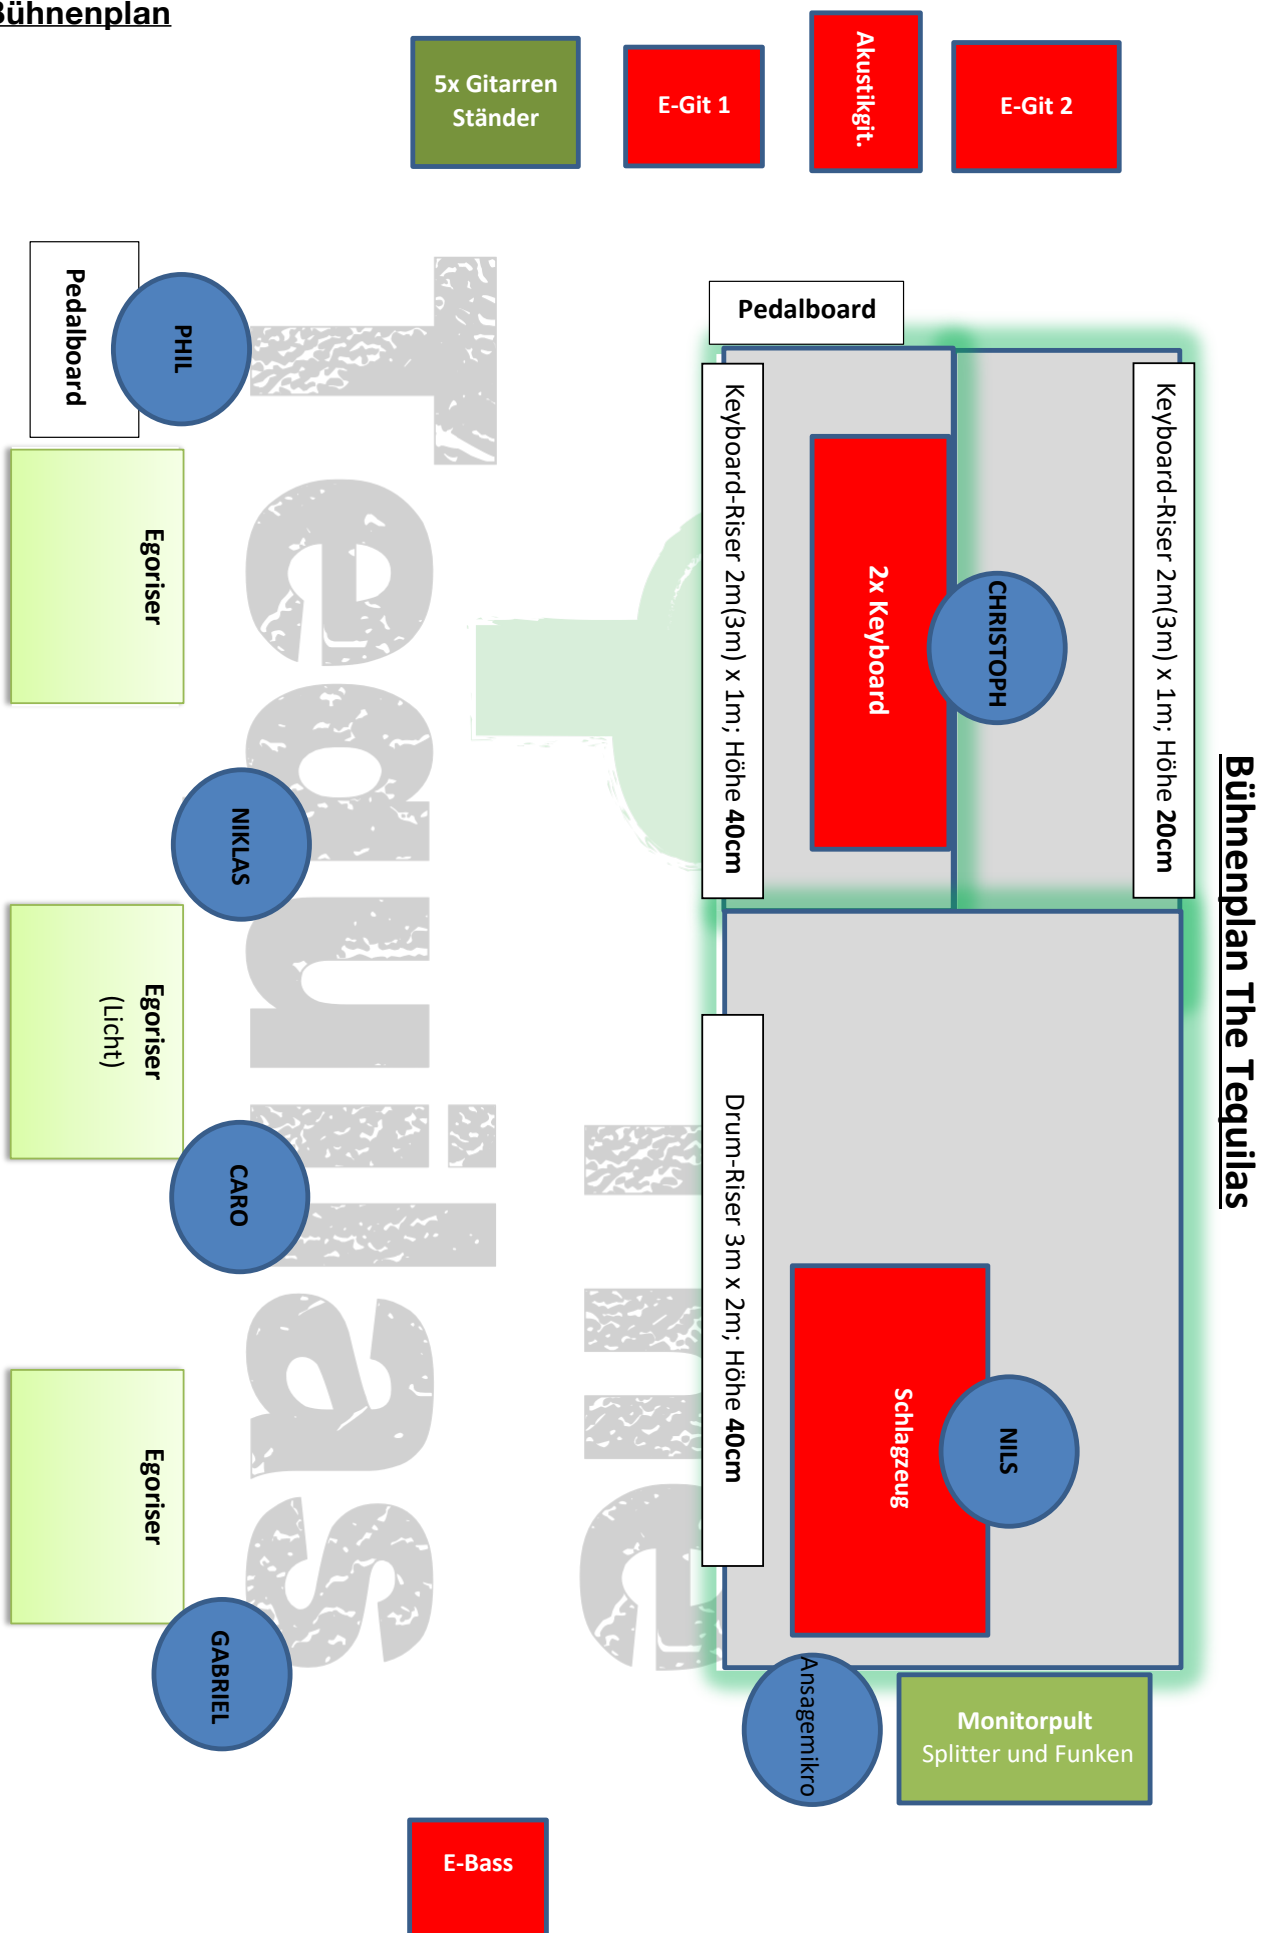 Bühnenplan
Bühnenplan The Tequilas
5x Gitarren
Ständer
E-Git 1
Akustikgit.
E-Git 2
Pedalboard
Keyboard-Riser 2m(3m) x 1m; Höhe 20cm
Keyboard-Riser 2m(3m) x 1m; Höhe 40cm
CHRISTOPH
2x Keyboard
Drum-Riser 3m x 2m; Höhe 40cm
NILS
Schlagzeug
Monitorpult
Splitter und Funken
Ansagemikro
The
Tequilas
PHIL
Pedalboard
Egoriser
NIKLAS
Egoriser
(Licht)
CARO
Egoriser
GABRIEL
E-Bass